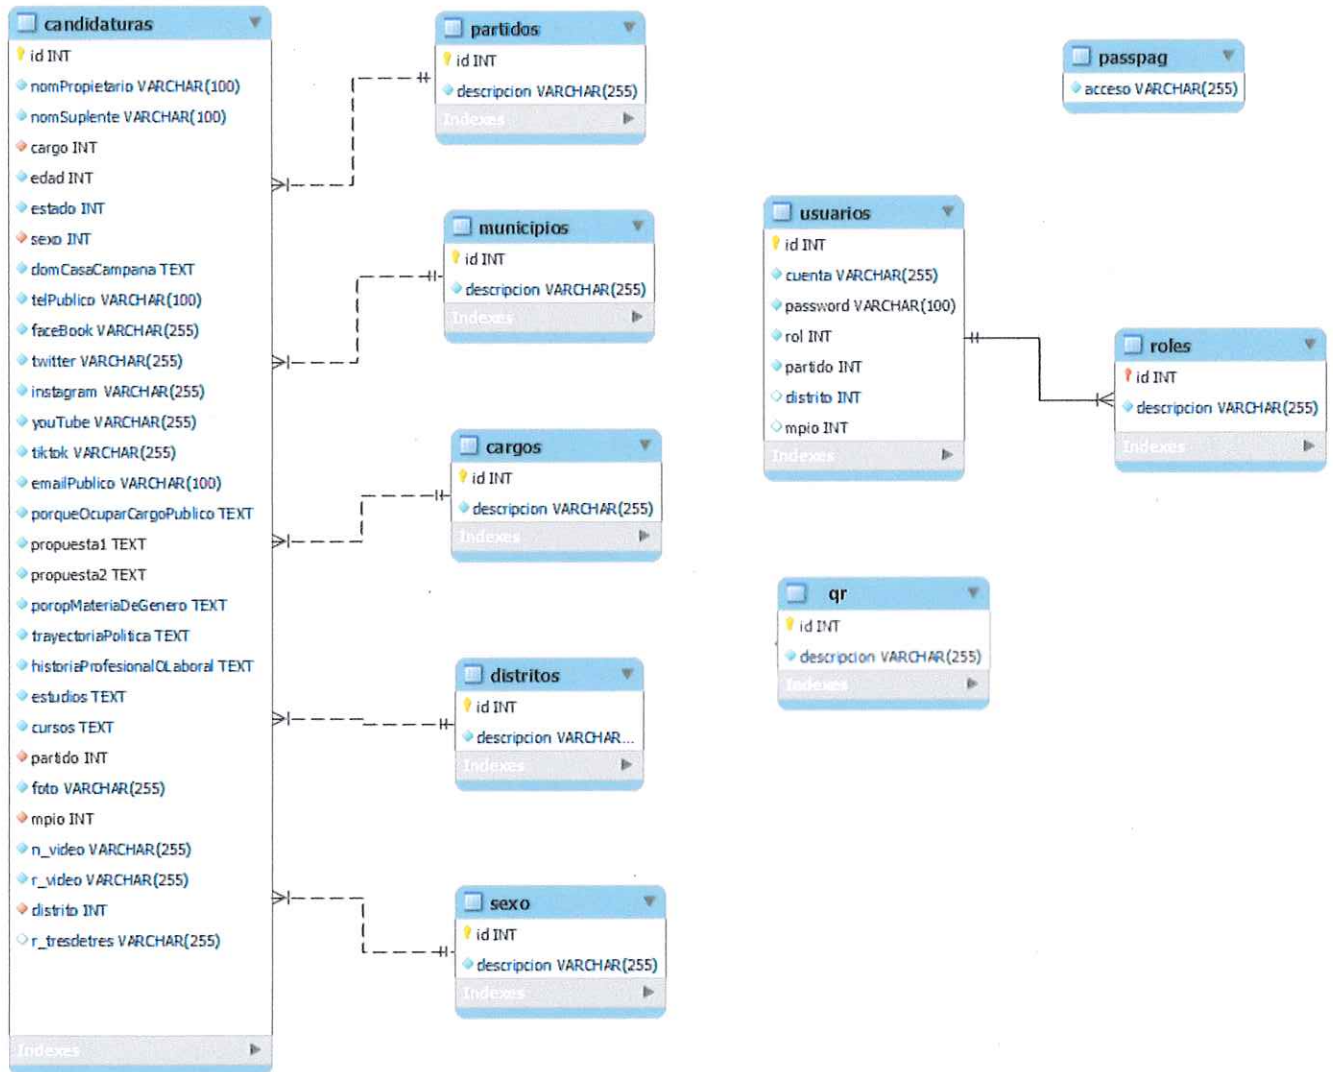 candidaturas
id INT
nomPropietario VARCHAR(100)
nomSuplente VARCHAR(100)
cargo INT
edad INT
estado INT
sexo INT
domCasaCampana TEXT
telPublico VARCHAR(100)
faceBook VARCHAR(255)
twitter VARCHAR(255)
instagram VARCHAR(255)
youTube VARCHAR(255)
tiktok VARCHAR(255)
emailPublico VARCHAR(100)
porqueOcuparCargoPublico TEXT
propuesta1 TEXT
propuesta2 TEXT
poropMateriaDeGenero TEXT
trayectoriaPolitica TEXT
historiaProfesionalOLaboral TEXT
estudios TEXT
cursos TEXT
partido INT
foto VARCHAR(255)
mpio INT
n_video VARCHAR(255)
r_video VARCHAR(255)
distrito INT
r_tresdetres VARCHAR(255)
Indexes
partidos
id INT
descripcion VARCHAR(255)
Indexes
municipios
id INT
descripcion VARCHAR(255)
Indexes
cargos
id INT
descripcion VARCHAR(255)
Indexes
distritos
id INT
descripcion VARCHAR...
Indexes
sexo
id INT
descripcion VARCHAR(255)
Indexes
passpag
acceso VARCHAR(255)
usuarios
id INT
cuenta VARCHAR(255)
password VARCHAR(100)
rol INT
partido INT
distrito INT
mpio INT
Indexes
roles
id INT
descripcion VARCHAR(255)
Indexes
qr
id INT
descripcion VARCHAR(255)
Indexes